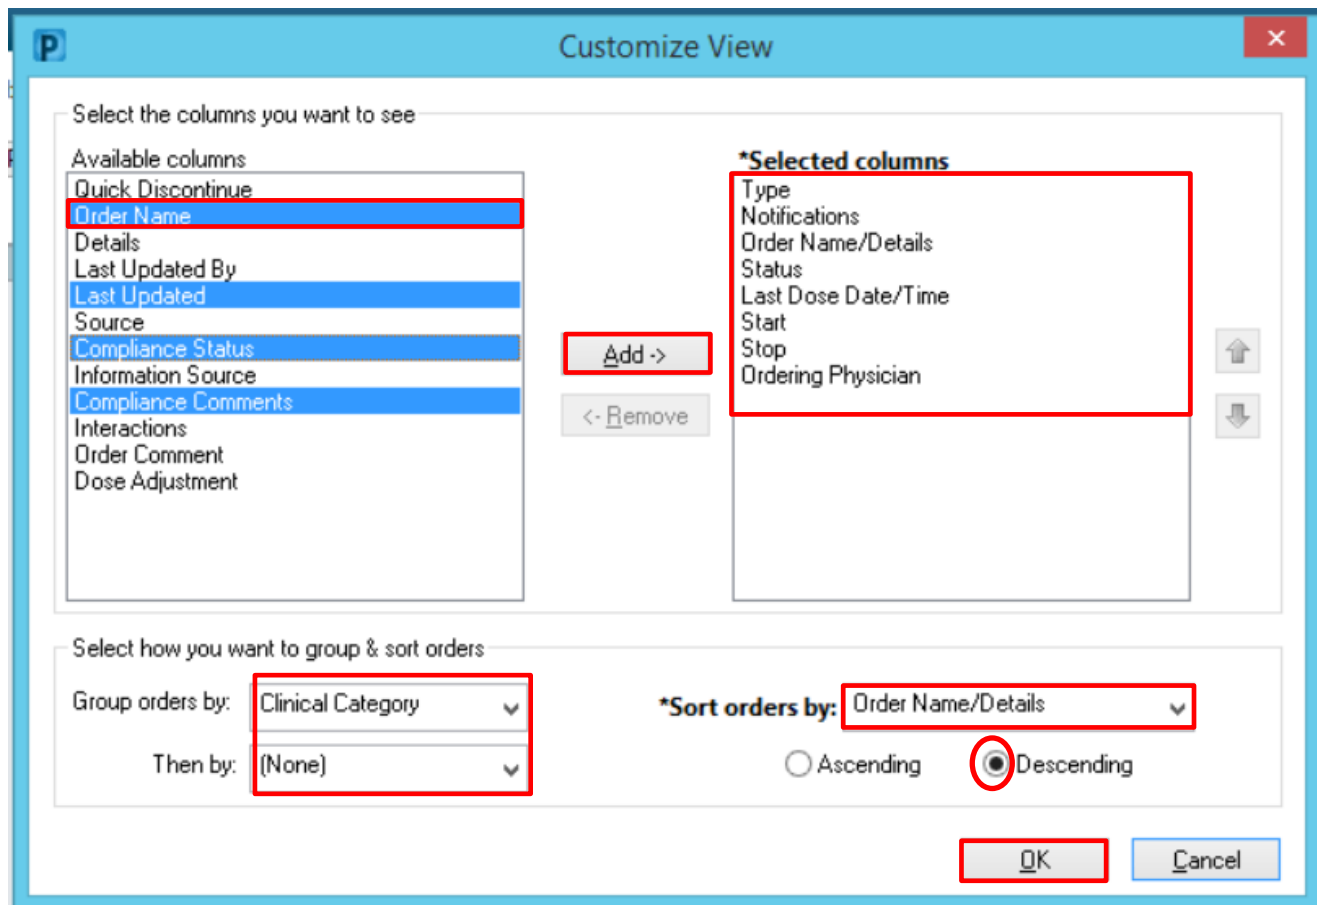 P
Customize View
Select the columns you want to see
Available columns
Quick Discontinue
Order Name
Details
Last Updated By
Last Updated
Source
Compliance Status
Information Source
Compliance Comments
Interactions
Order Comment
Dose Adjustment
Add ->
<- Remove
*Selected columns
Type
Notifications
Order Name/Details
Status
Last Dose Date/Time
Start
Stop
Ordering Physician
Select how you want to group & sort orders
Group orders by: Clinical Category
Then by: (None)
*Sort orders by: Order Name/Details
Ascending Descending
OK Cancel